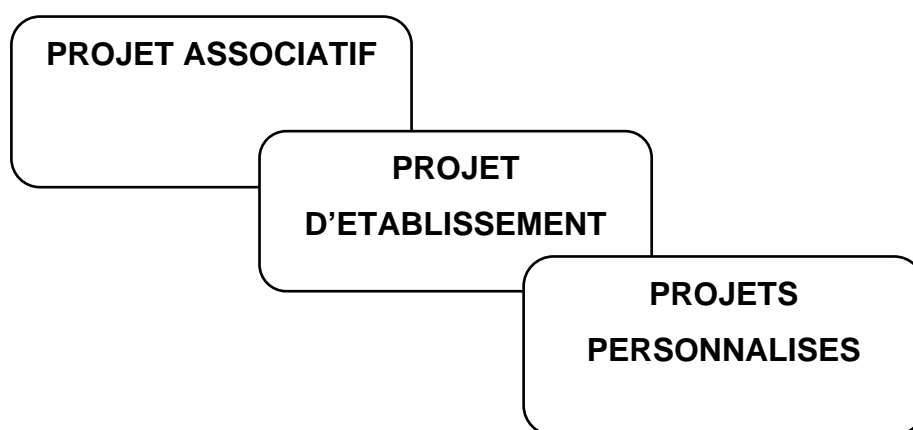 PROJET ASSOCIATIF
PROJET
D’ETABLISSEMENT
PROJETS
PERSONNALISES